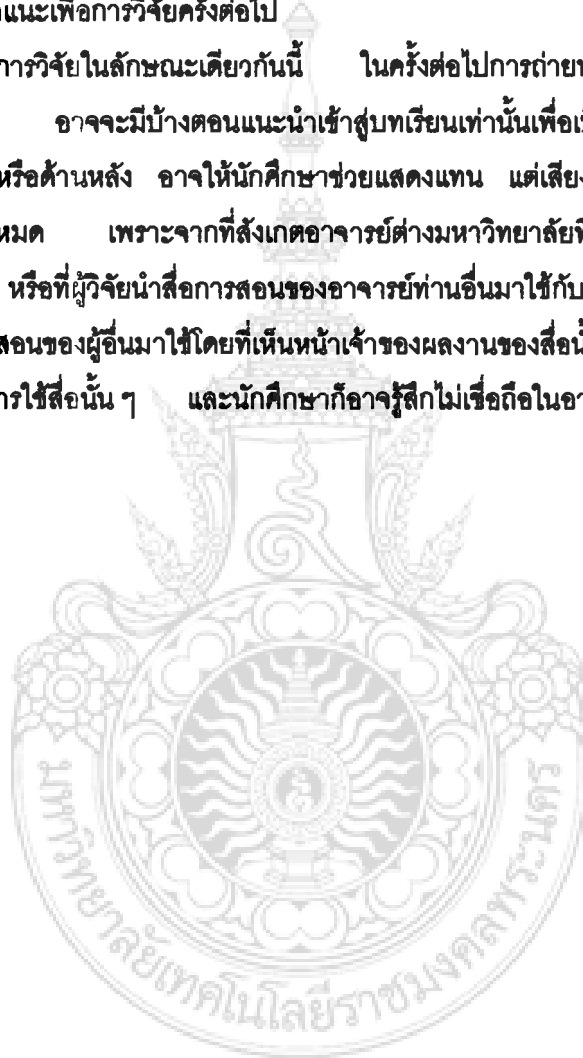 แนะเพื่อการวิจัยครั้งต่อไป
การวิจัยในลักษณะเดียวกันนี้ ในครั้งต่อไปการถ่าย
อาจจะมีบ้างตอนแนะนำเข้าสู่บทเรียนเท่านั้นเพื่อ
หรือด้านหลัง อาจให้นักศึกษาช่วยแสดงแทน แต่เสียง
หมด เพราะจากที่สังเกตอาจารย์ต่างมหาวิทยาลัย
หรือที่ผู้วิจัยนำสื่อการสอนของอาจารย์ท่านอื่นมาใช้กับ
สอนของผู้อื่นมาใช้โดยที่เห็นหน้าเจ้าของผลงานของสื่อ
การใช้สื่อนั้น ๆ และนักศึกษาก็อาจรู้สึกไม่เชื่อถือใน
มหาวิทยาลัยเทคโนโลยีราชมงคลพระนคร